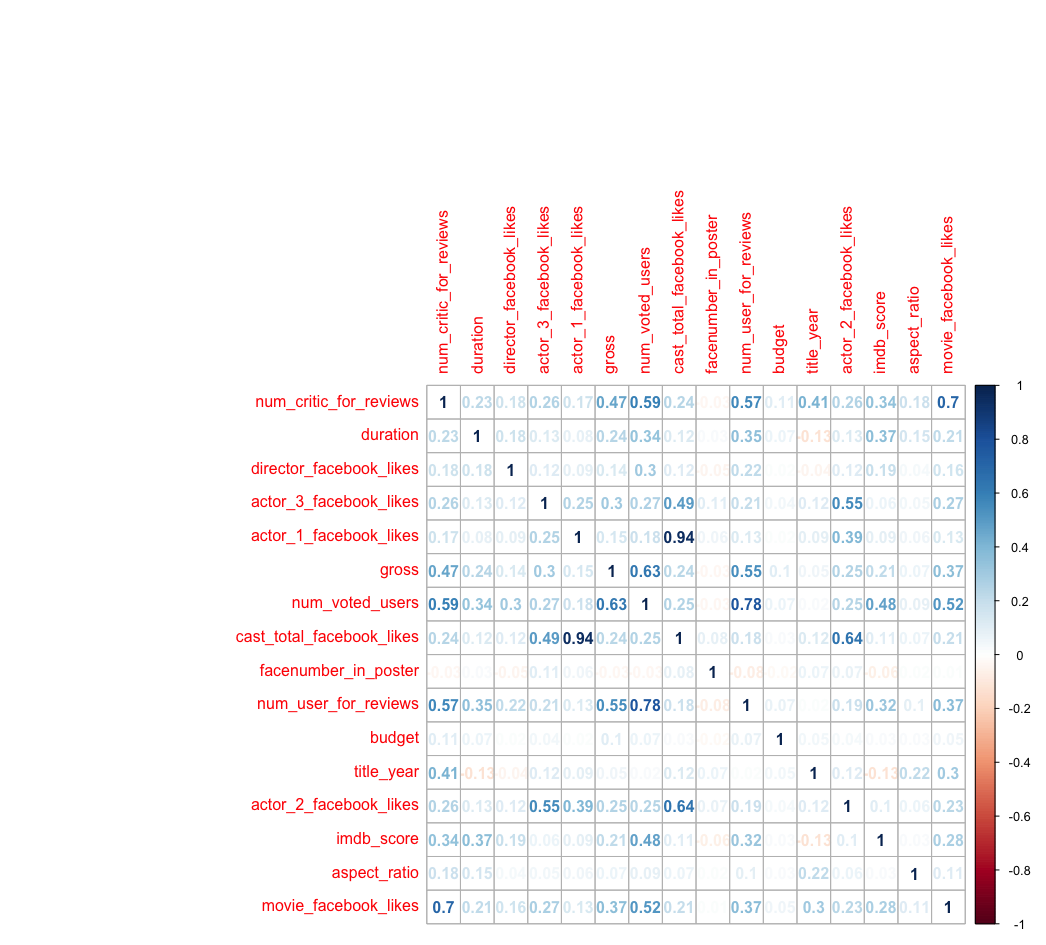 num_critic_for_reviews
duration
director_facebook_likes
actor_3_facebook_likes
actor_1_facebook_likes
gross
num_voted_users
cast_total_facebook_likes
facenumber_in_poster
num_user_for_reviews
budget
title_year
actor_2_facebook_likes
imdb_score
aspect_ratio
movie_facebook_likes
num_critic_for_reviews 1 0.23 0.18 0.26 0.17 0.47 0.59 0.24 0.57 0.11 0.41 0.26 0.34 0.18 0.7
duration 0.23 1 0.18 0.13 0.08 0.24 0.34 0.12 0.35 0.07 -0.13 0.13 0.37 0.15 0.21
director_facebook_likes 0.18 0.18 1 0.12 0.09 0.14 0.3 0.12 -0.05 0.22 -0.04 0.12 0.19 0.04 0.16
actor_3_facebook_likes 0.26 0.13 0.12 1 0.25 0.3 0.27 0.49 0.11 0.21 0.04 0.12 0.55 0.06 0.05 0.27
actor_1_facebook_likes 0.17 0.08 0.09 0.25 1 0.15 0.18 0.94 0.06 0.13 0.09 0.39 0.09 0.06 0.13
gross 0.47 0.24 0.14 0.3 0.15 1 0.63 0.24 0.55 0.1 0.05 0.25 0.21 0.07 0.37
num_voted_users 0.59 0.34 0.3 0.27 0.18 0.63 1 0.25 0.78 0.07 0.25 0.48 0.09 0.52
cast_total_facebook_likes 0.24 0.12 0.12 0.49 0.94 0.24 0.25 1 0.08 0.18 0.12 0.64 0.11 0.07 0.21
facenumber_in_poster -0.05 0.11 0.06 0.08 1 -0.08 0.07 0.07 -0.06
num_user_for_reviews 0.57 0.35 0.22 0.21 0.13 0.55 0.78 0.18 -0.08 1 0.07 0.19 0.32 0.1 0.37
budget 0.11 0.07 0.04 0.1 0.07 0.07 1 0.05 0.04 0.05
title_year 0.41 -0.13 -0.04 0.12 0.09 0.05 0.12 0.07 0.05 1 0.12 -0.13 0.22 0.3
actor_2_facebook_likes 0.26 0.13 0.12 0.55 0.39 0.25 0.25 0.64 0.07 0.19 0.04 0.12 1 0.1 0.06 0.23
imdb_score 0.34 0.37 0.19 0.06 0.09 0.21 0.48 0.11 -0.06 0.32 -0.13 0.1 1 0.28
aspect_ratio 0.18 0.15 0.04 0.05 0.06 0.07 0.09 0.07 0.1 0.22 0.06 1 0.11
movie_facebook_likes 0.7 0.21 0.16 0.27 0.13 0.37 0.52 0.21 0.37 0.05 0.3 0.23 0.28 0.11 1
1
0.8
0.6
0.4
0.2
0
-0.2
-0.4
-0.6
-0.8
-1